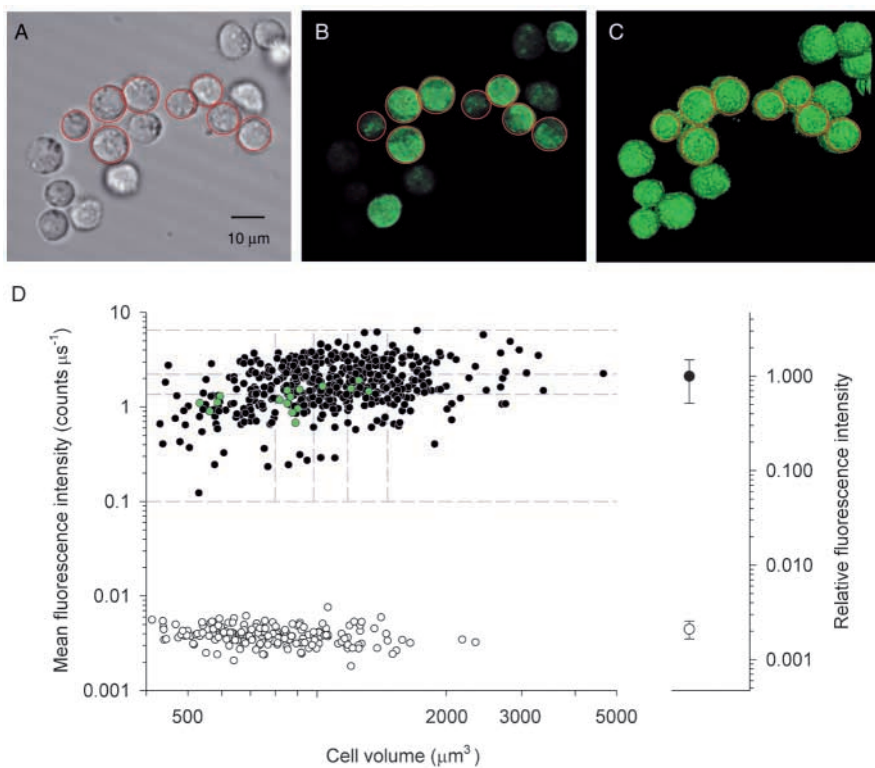 A
B
C
10 μm
D
Mean fluorescence intensity (counts μs⁻¹)
10
1
0.1
0.01
0.001
500
2000
3000
5000
Cell volume (μm³)
1.000
0.100
0.010
0.001
Relative fluorescence intensity